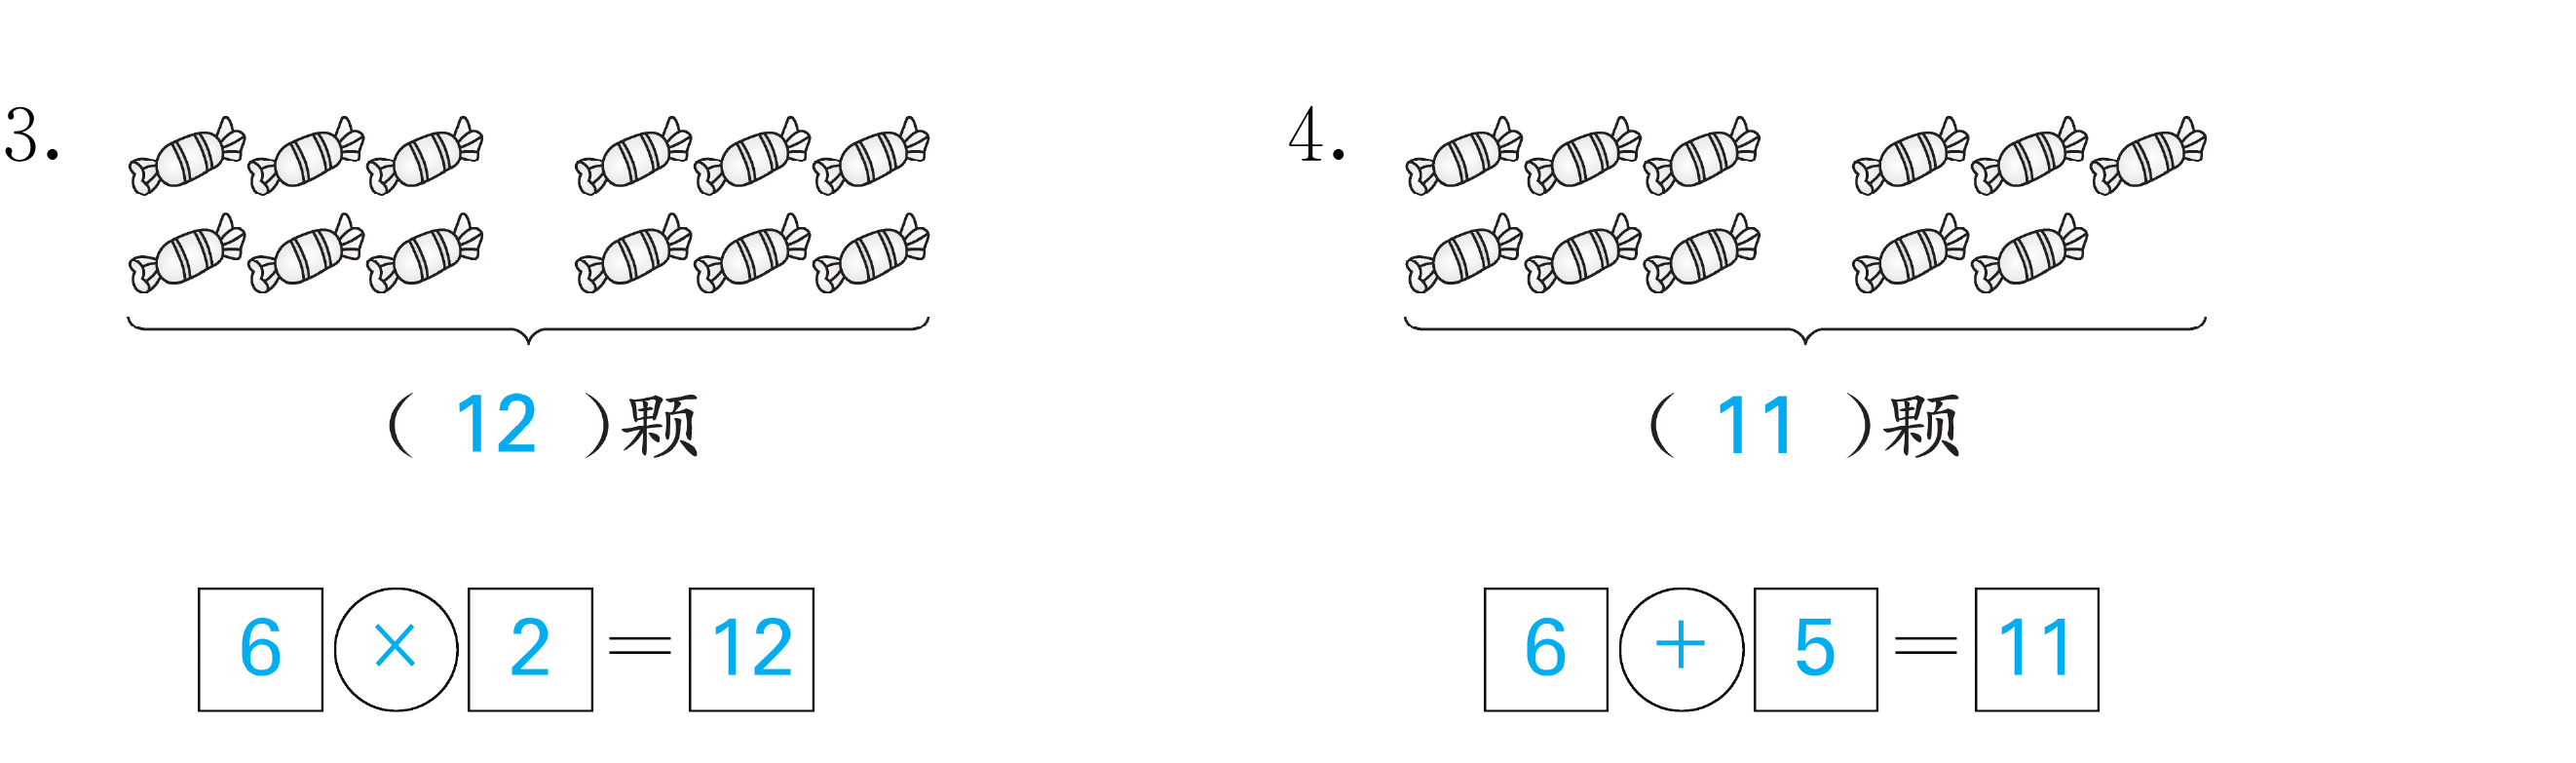 3. 4.
( 12 )颗 ( 11 )颗
6 × 2 = 12 6 + 5 = 11